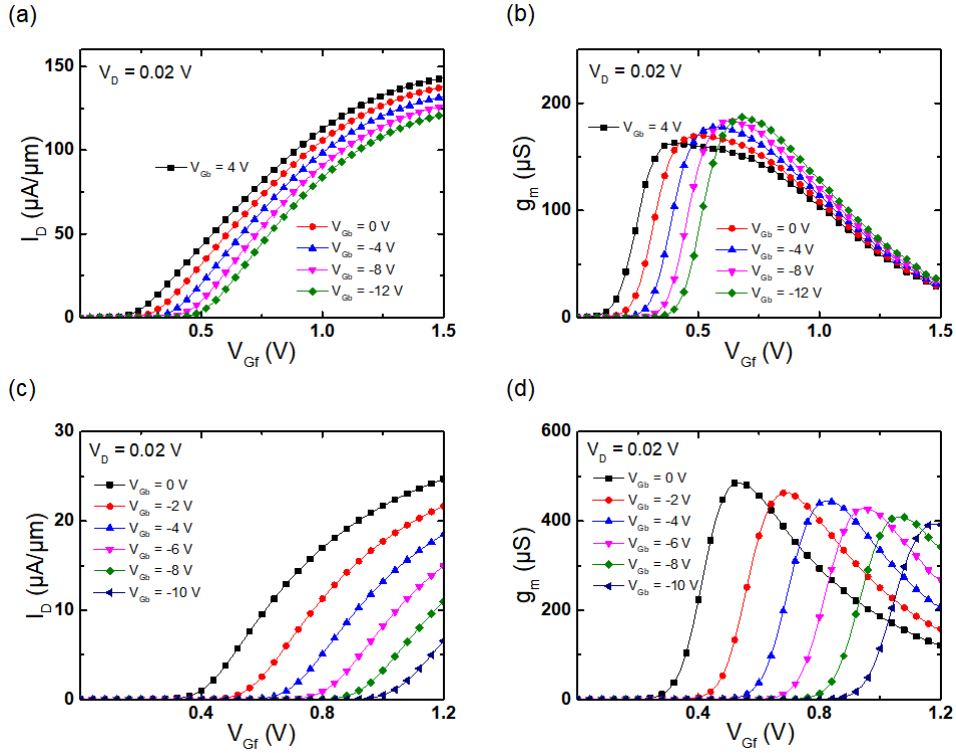 (a)
V_D = 0.02 V
V_Gb = 4 V
V_Gb = 0 V
V_Gb = -4 V
V_Gb = -8 V
V_Gb = -12 V
150
100
50
0
0.5
1.0
1.5
I_D (μA/μm)
V_Gf (V)
(b)
V_D = 0.02 V
V_Gb = 4 V
V_Gb = 0 V
V_Gb = -4 V
V_Gb = -8 V
V_Gb = -12 V
200
100
0
0.5
1.0
1.5
g_m (μS)
V_Gf (V)
(c)
V_D = 0.02 V
V_Gb = 0 V
V_Gb = -2 V
V_Gb = -4 V
V_Gb = -6 V
V_Gb = -8 V
V_Gb = -10 V
30
20
10
0
0.4
0.8
1.2
I_D (μA/μm)
V_Gf (V)
(d)
V_D = 0.02 V
V_Gb = 0 V
V_Gb = -2 V
V_Gb = -4 V
V_Gb = -6 V
V_Gb = -8 V
V_Gb = -10 V
600
400
200
0
0.4
0.8
1.2
g_m (μS)
V_Gf (V)